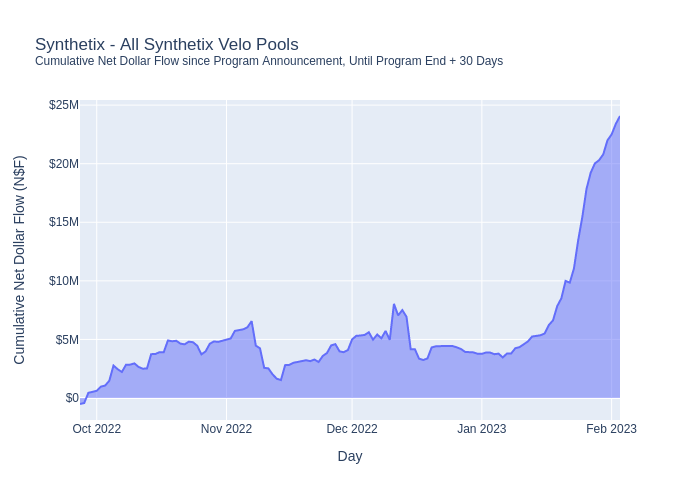 Synthetix - All Synthetix Velo Pools
Cumulative Net Dollar Flow since Program Announcement, Until Program End + 30 Days
Cumulative Net Dollar Flow (N$F)
$25M
$20M
$15M
$10M
$5M
$0
Oct 2022
Nov 2022
Dec 2022
Jan 2023
Feb 2023
Day